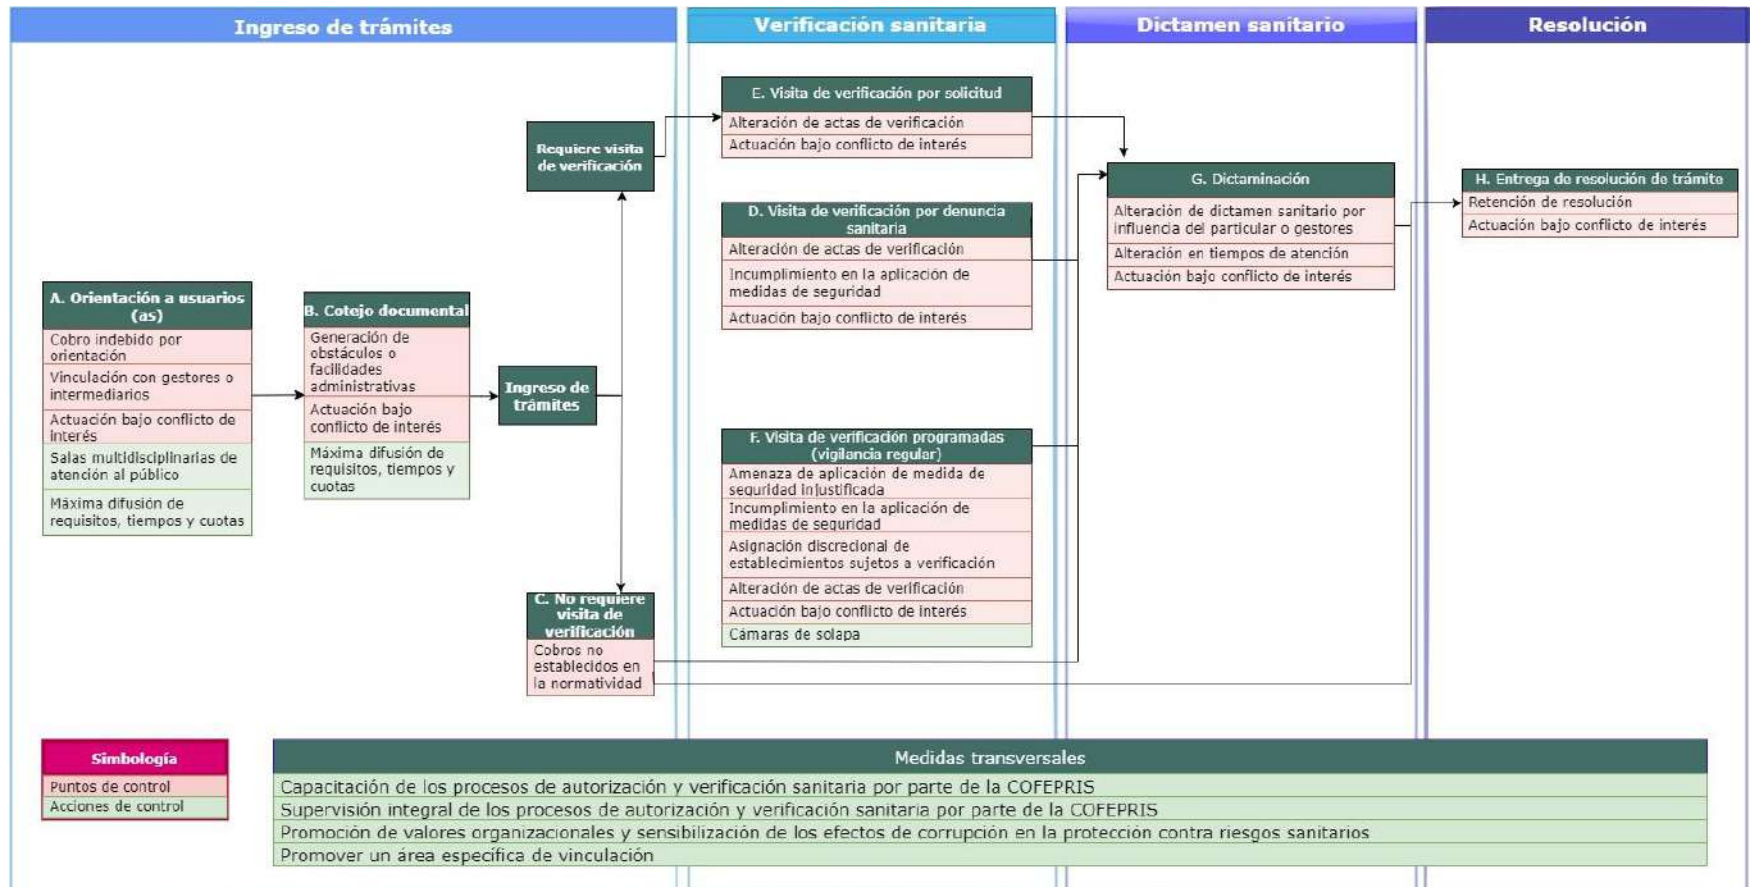 Ingreso de trámites
Verificación sanitaria
Dictamen sanitario
Resolución
A. Orientación a usuarios
(as)
Cobro indebido por
orientación
Vinculación con gestores o
intermediarios
Actuación bajo conflicto de
interés
Salas multidisciplinarias de
atención al público
Máxima difusión de
requisitos, tiempos y cuotas
B. Cotejo documental
Generación de
obstáculos o
facilidades
administrativas
Actuación bajo
conflicto de interés
Máxima difusión de
requisitos, tiempos y
cuotas
Ingreso de
trámites
Requiere visita
de verificación
C. No requiere
visita de
verificación
Cobros no
establecidos en
la normatividad
E. Visita de verificación por solicitud
Alteración de actas de verificación
Actuación bajo conflicto de interés
D. Visita de verificación por denuncia
sanitaria
Alteración de actas de verificación
Incumplimiento en la aplicación de
medidas de seguridad
Actuación bajo conflicto de interés
F. Visita de verificación programadas
(vigilancia regular)
Amenaza de aplicación de medida de
seguridad injustificada
Incumplimiento en la aplicación de
medidas de seguridad
Asignación discrecional de
establecimientos sujetos a verificación
Alteración de actas de verificación
Actuación bajo conflicto de interés
Cámaras de solapa
G. Dictaminación
Alteración de dictamen sanitario por
influencia del particular o gestores
Alteración en tiempos de atención
Actuación bajo conflicto de interés
H. Entrega de resolución de trámite
Retención de resolución
Actuación bajo conflicto de interés
Simbología
Puntos de control
Acciones de control
Medidas transversales
Capacitación de los procesos de autorización y verificación sanitaria por parte de la COFEPRIS
Supervisión integral de los procesos de autorización y verificación sanitaria por parte de la COFEPRIS
Promoción de valores organizacionales y sensibilización de los efectos de corrupción en la protección contra riesgos sanitarios
Promover un área específica de vinculación